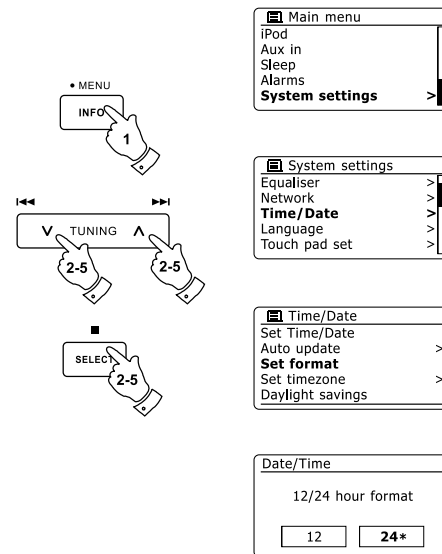 • MENU
INFO
1
TUNING
2-5
2-5
SELECT
2-5
Main menu
iPod
Aux in
Sleep
Alarms
System settings >
System settings
Equaliser >
Network >
Time/Date >
Language >
Touch pad set >
Time/Date
Set Time/Date
Auto update >
Set format
Set timezone >
Daylight savings
Date/Time
12/24 hour format
12 24*